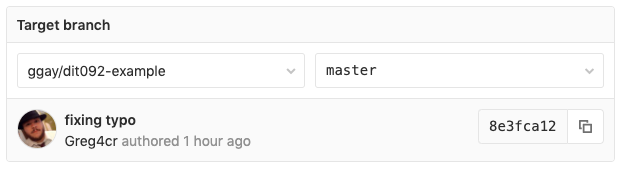 Target branch
ggay/dit092-example
master
fixing typo
8e3fca12
Greg4cr authored 1 hour ago